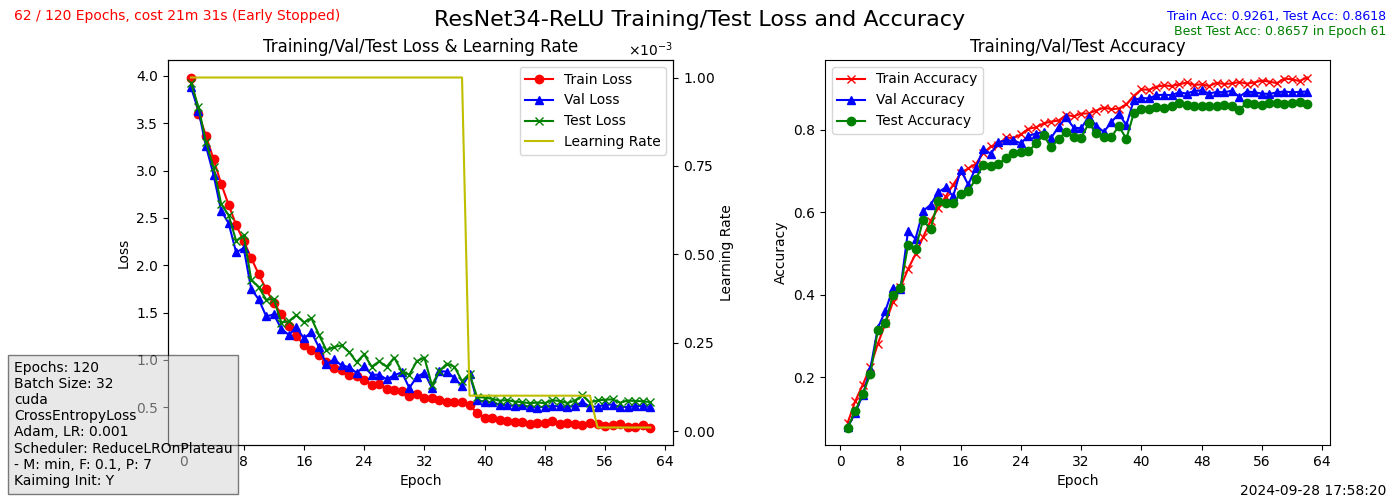 62 / 120 Epochs, cost 21m 31s (Early Stopped)
ResNet34-ReLU Training/Test Loss and Accuracy
Train Acc: 0.9261, Test Acc: 0.8618
Best Test Acc: 0.8657 in Epoch 61
Training/Val/Test Loss & Learning Rate
×10⁻³
4.0
3.5
3.0
2.5
2.0
1.5
1.0
0.5
Loss
Train Loss
Val Loss
Test Loss
Learning Rate
1.00
0.75
0.50
0.25
0.00
Learning Rate
0 8 16 24 32 40 48 56 64
Epoch
Epochs: 120
Batch Size: 32
cuda
CrossEntropyLoss
Adam, LR: 0.001
Scheduler: ReduceLROnPlateau
- M: min, F: 0.1, P: 7
Kaiming Init: Y
Training/Val/Test Accuracy
Train Accuracy
Val Accuracy
Test Accuracy
0.8
0.6
0.4
0.2
Accuracy
0 8 16 24 32 40 48 56 64
Epoch
2024-09-28 17:58:20